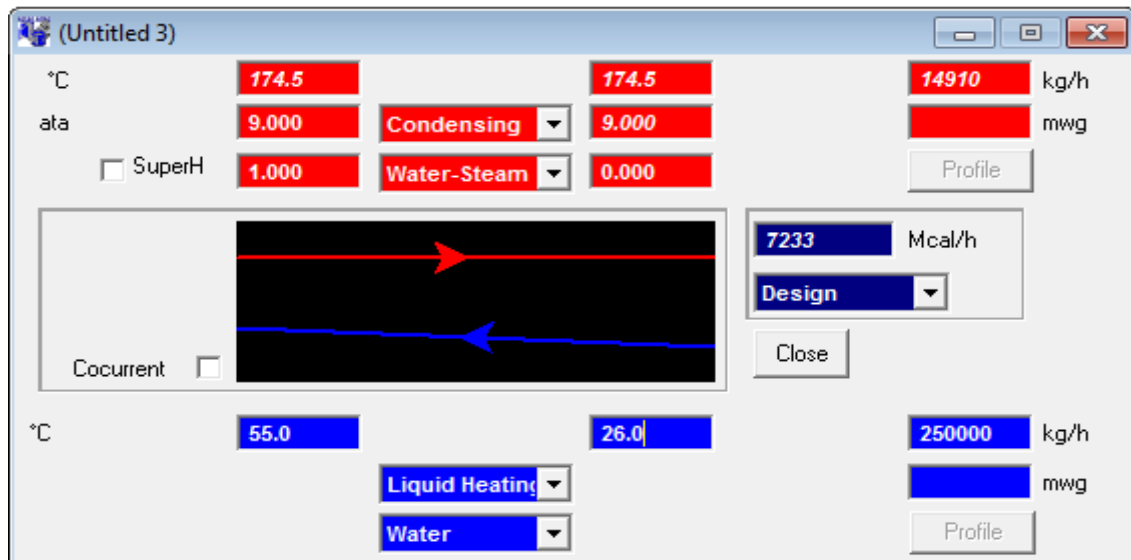 (Untitled 3)
°C 174.5 174.5 14910 kg/h
ata 9.000 Condensing 9.000 mwg
SuperH 1.000 Water-Steam 0.000 Profile
7233 Mcal/h
Design
Cocurrent Close
°C 55.0 26.0 250000 kg/h
Liquid Heating mwg
Water Profile